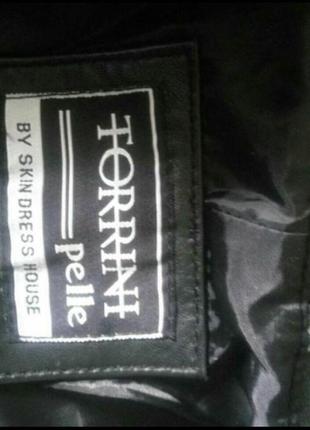 TORRINI
pelle
BY SKIN DRESS HOUSE